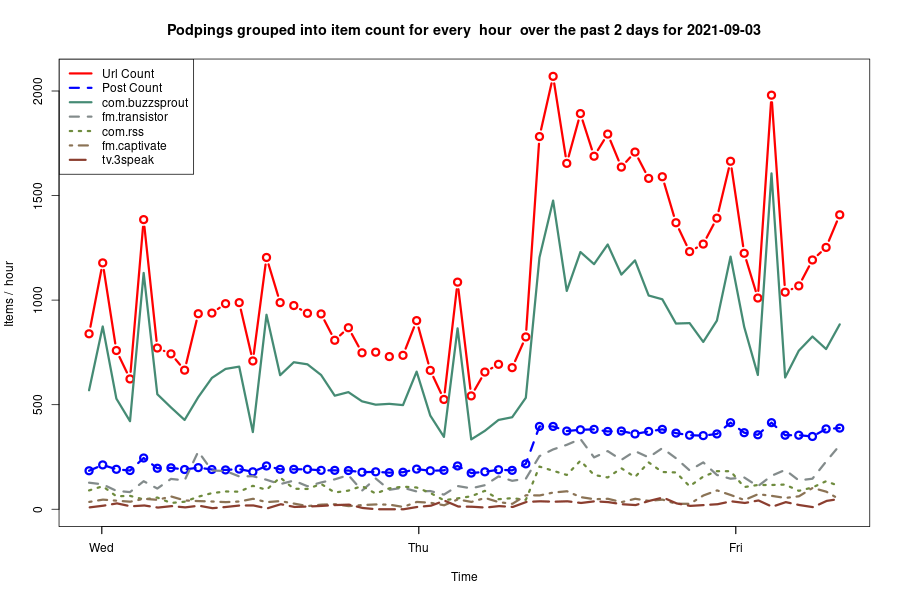 Podpings grouped into item count for every  hour  over the past 2 days for 2021-09-03
Url Count
Post Count
com.buzzsprout
fm.transistor
com.rss
fm.captivate
tv.3speak
Items /  hour
2000
1500
1000
500
0
Wed
Thu
Fri
Time